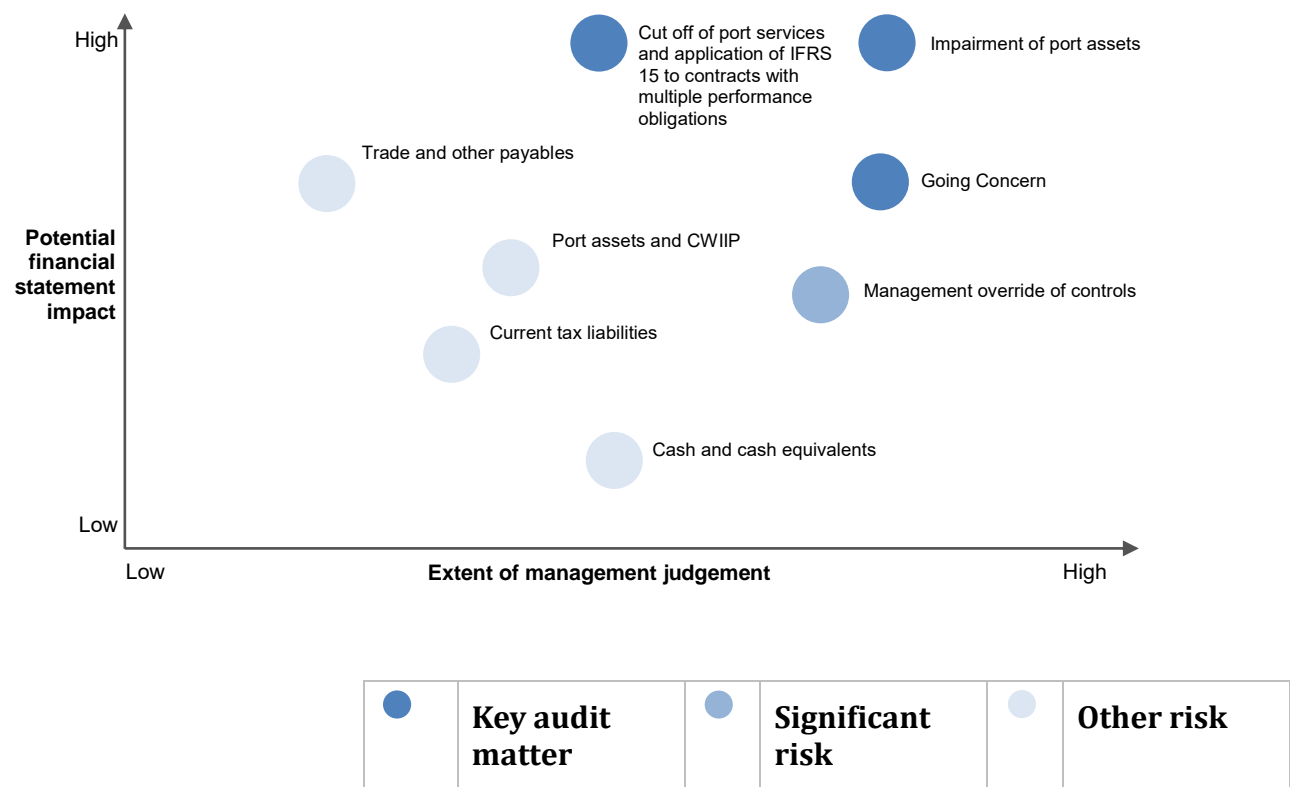 High
Cut off of port services
and application of IFRS
15 to contracts with
multiple performance
obligations
Impairment of port assets
Trade and other payables
Going Concern
Potential
financial
statement
impact
Port assets and CWIIP
Management override of controls
Current tax liabilities
Cash and cash equivalents
Low
Low
Extent of management judgement
High
Key audit
matter
Significant
risk
Other risk